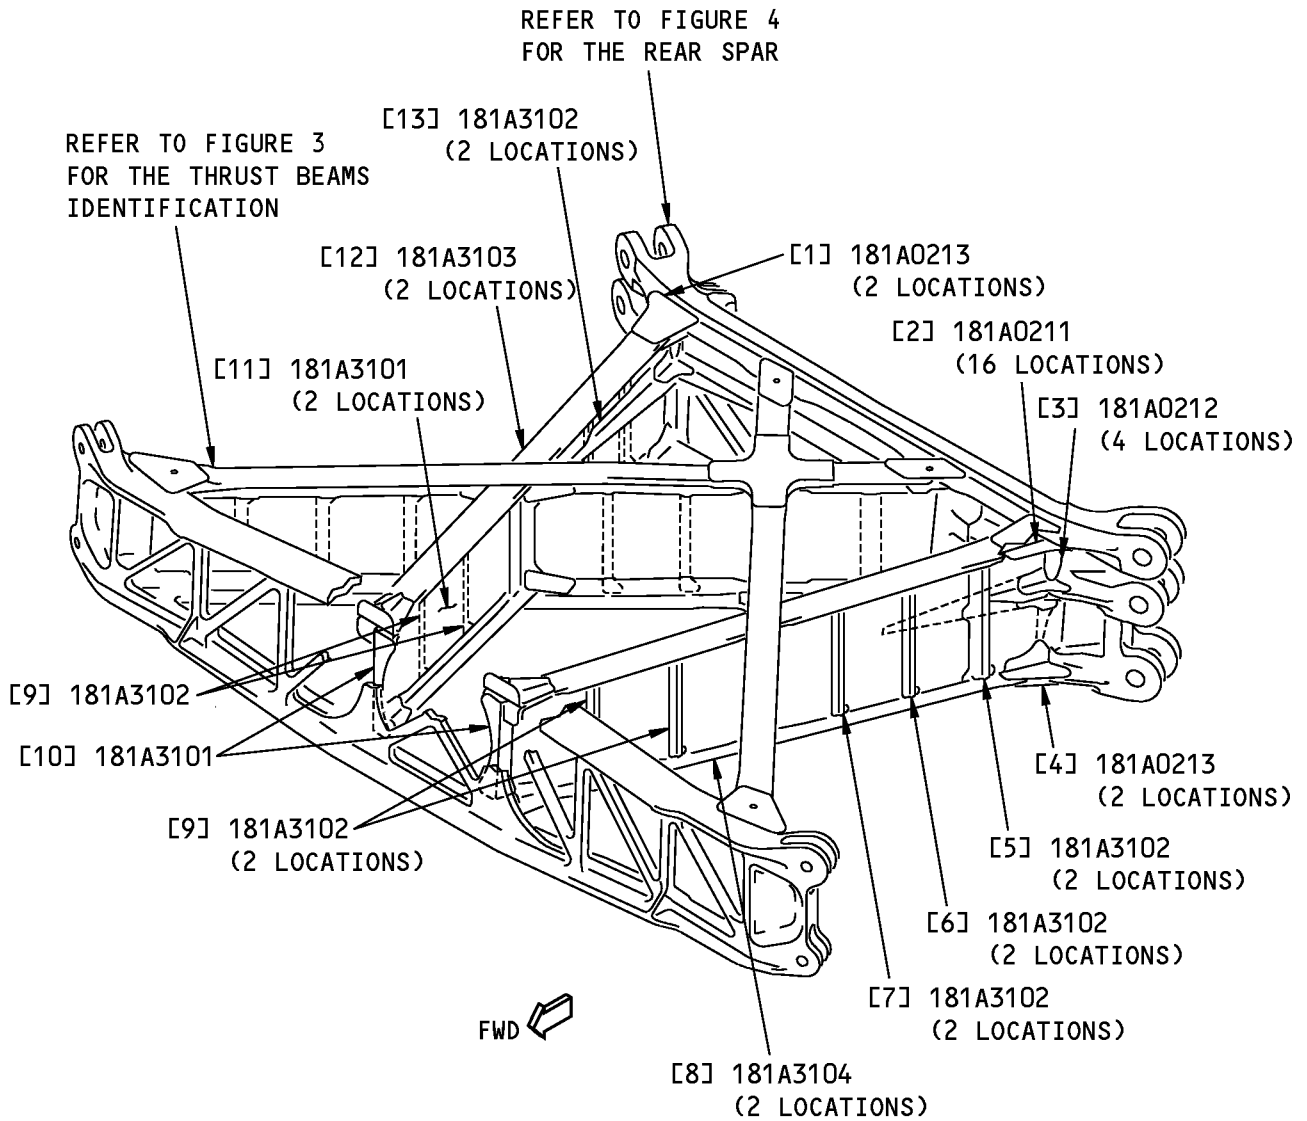 REFER TO FIGURE 4
FOR THE REAR SPAR
[13] 181A3102
(2 LOCATIONS)
REFER TO FIGURE 3
FOR THE THRUST BEAMS
IDENTIFICATION
[12] 181A3103
(2 LOCATIONS)
[1] 181A0213
(2 LOCATIONS)
[2] 181A0211
(16 LOCATIONS)
[11] 181A3101
(2 LOCATIONS)
[3] 181A0212
(4 LOCATIONS)
[9] 181A3102
[10] 181A3101
[4] 181A0213
(2 LOCATIONS)
[9] 181A3102
(2 LOCATIONS)
[5] 181A3102
(2 LOCATIONS)
[6] 181A3102
(2 LOCATIONS)
[7] 181A3102
(2 LOCATIONS)
FWD
[8] 181A3104
(2 LOCATIONS)